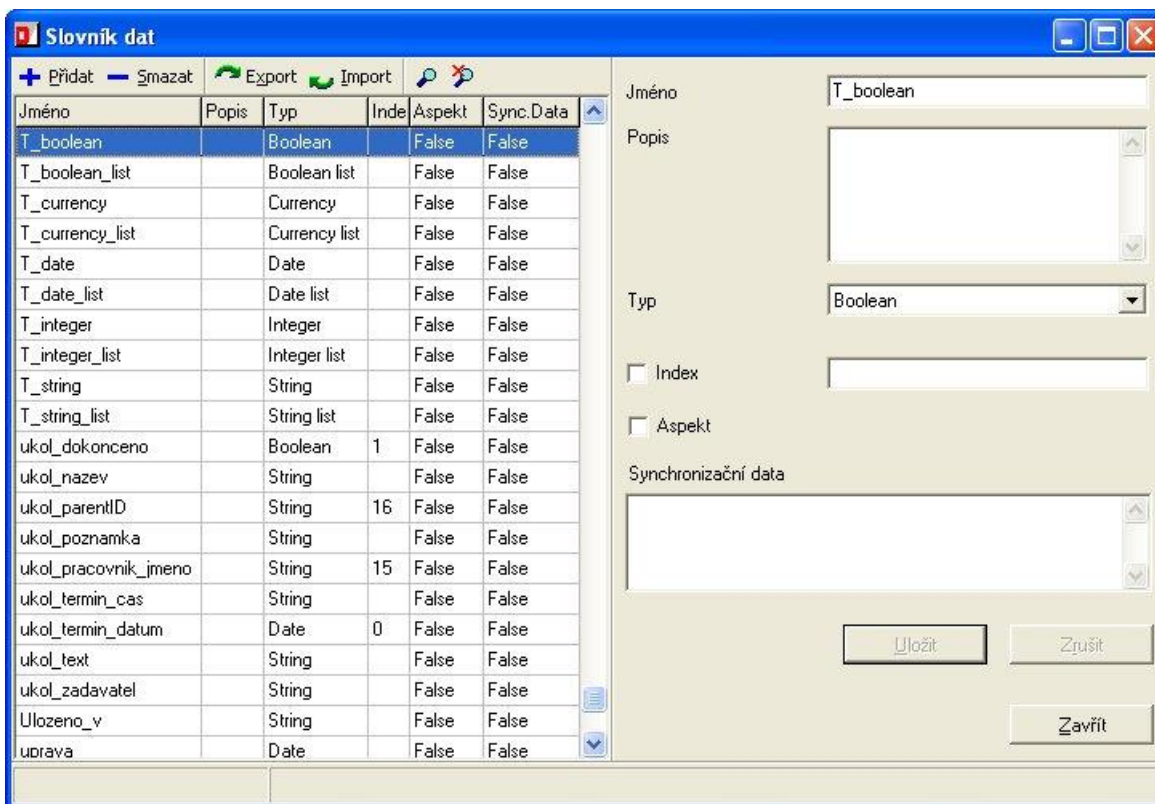 Slovník dat
Přidat Smazat Export Import
Jméno Popis Typ Inde Aspekt Sync.Data
T_boolean Boolean False False
T_boolean_list Boolean list False False
T_currency Currency False False
T_currency_list Currency list False False
T_date Date False False
T_date_list Date list False False
T_integer Integer False False
T_integer_list Integer list False False
T_string String False False
T_string_list String list False False
ukol_dokonceno Boolean 1 False False
ukol_nazev String False False
ukol_parentID String 16 False False
ukol_poznamka String False False
ukol_pracovnik_jmeno String 15 False False
ukol_termin_cas String False False
ukol_termin_datum Date 0 False False
ukol_text String False False
ukol_zadavatel String False False
Ulozeno_v String False False
uprava Date False False
Jméno T_boolean
Popis
Typ Boolean
Index
Aspekt
Synchronizační data
Uložit Zrušit
Zavřít